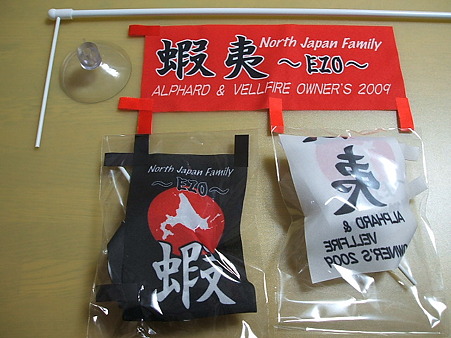 蝦夷 North Japan Family
～EZO～
ALPHARD & VELLFIRE OWNER'S 2009
North Japan Family
～EZO～
蝦
夷
ALPHARD &
VELLFIRE
OWNER'S 2009